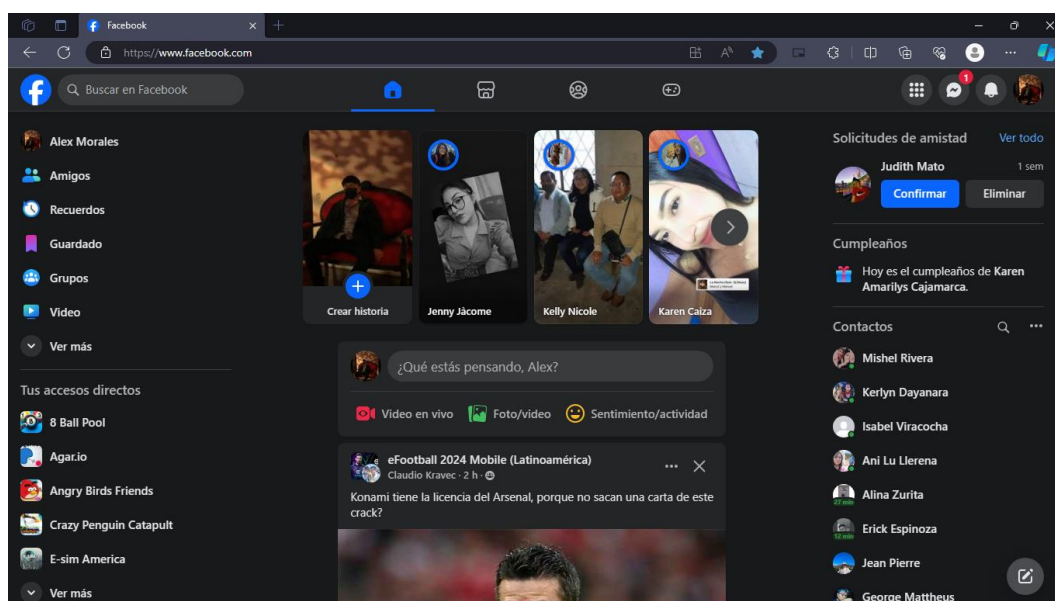 Facebook
https://www.facebook.com
Buscar en Facebook
1
Alex Morales
Amigos
Recuerdos
Guardado
Grupos
Video
Ver más
Tus accesos directos
8 Ball Pool
Agar.io
Angry Birds Friends
Crazy Penguin Catapult
E-sim America
Ver más
Crear historia
Jenny Jàcome
Kelly Nicole
Karen Caiza
¿Qué estás pensando, Alex?
Video en vivo
Foto/video
Sentimiento/actividad
eFootball 2024 Mobile (Latinoamérica)
Claudio Kravec · 2 h ·
Konami tiene la licencia del Arsenal, porque no sacan una carta de este
crack?
Solicitudes de amistad
Ver todo
Judith Mato
1 sem
Confirmar
Eliminar
Cumpleaños
Hoy es el cumpleaños de Karen
Amarilys Cajamarca.
Contactos
Mishel Rivera
Kerlyn Dayanara
Isabel Viracocha
Ani Lu Llerena
Alina Zurita
27 min
Erick Espinoza
12 min
Jean Pierre
George Mattheus